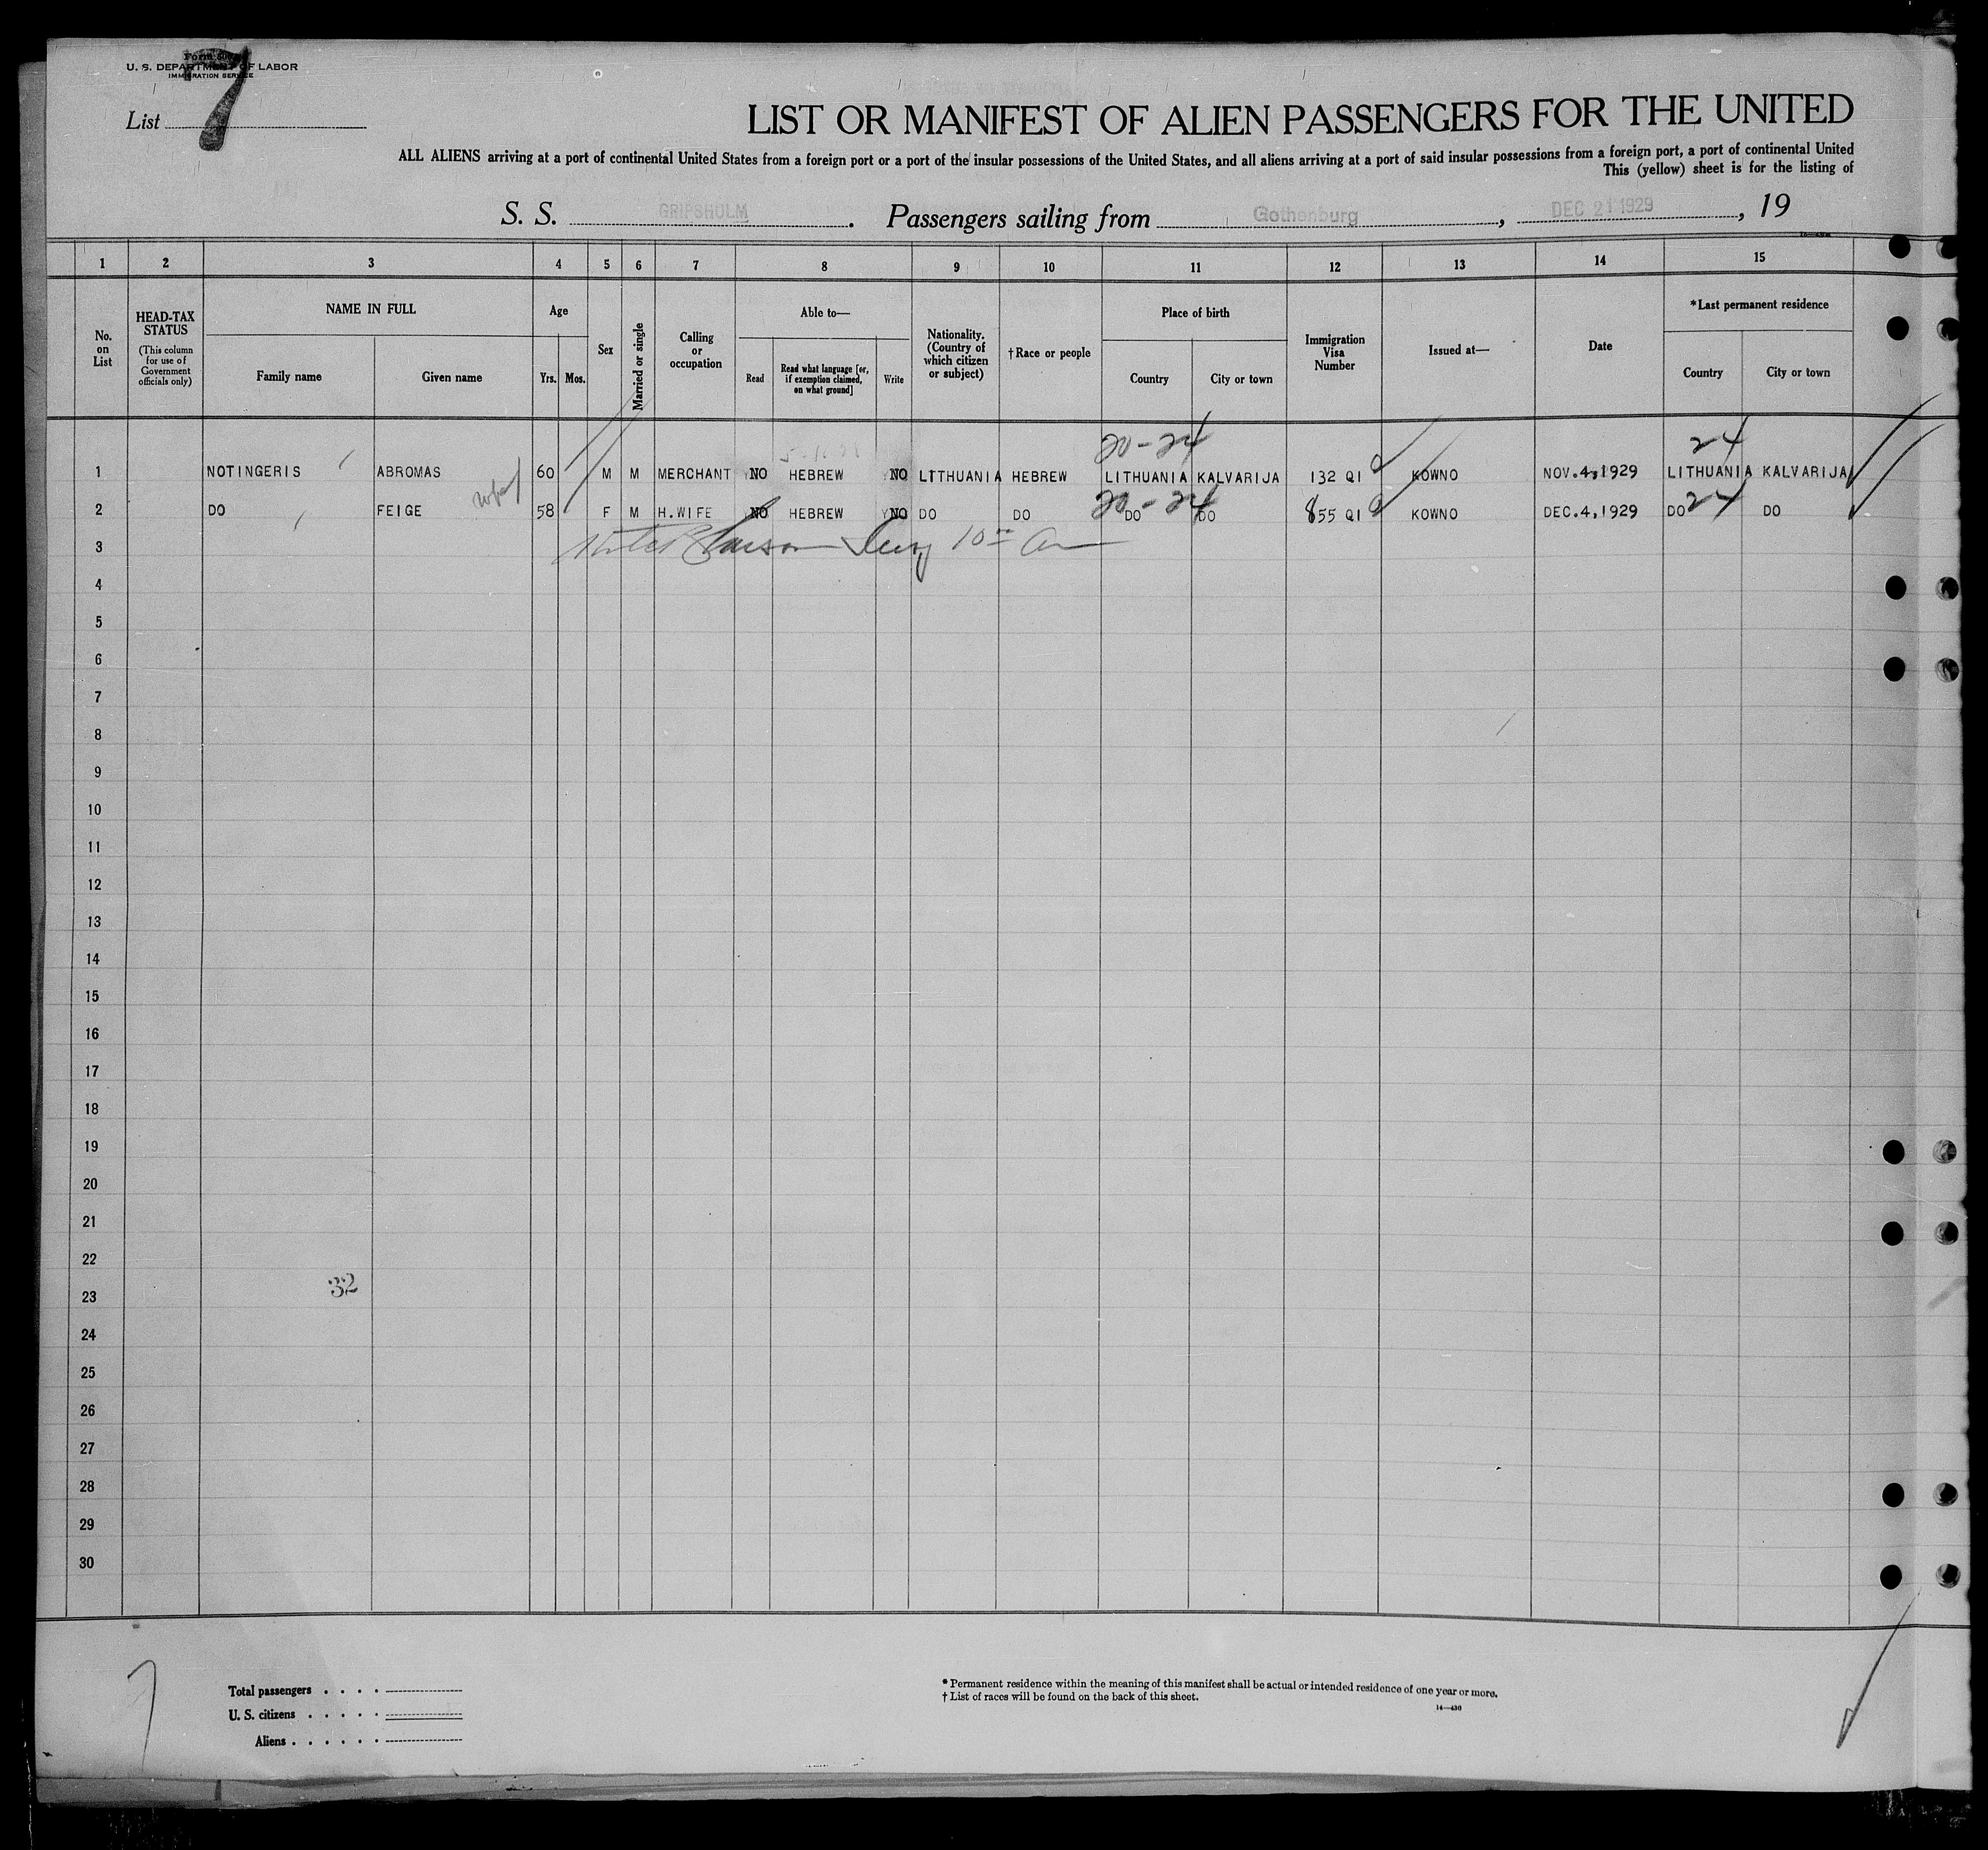 7
Form 500
U. S. DEPARTMENT OF LABOR
IMMIGRATION SERVICE
List
LIST OR MANIFEST OF ALIEN PASSENGERS FOR THE UNITED
ALL ALIENS arriving at a port of continental United States from a foreign port or a port of the insular possessions of the United States, and all aliens arriving at a port of said insular possessions from a foreign port, a port of continental United
This (yellow) sheet is for the listing of
S. S. GRIPSHOLM. Passengers sailing from Gothenburg, DEC 21 1929, 19
1 2 3 4 5 6 7 8 9 10 11 12 13 14 15
No. on List
HEAD-TAX STATUS
(This column for use of Government officials only)
NAME IN FULL
Family name
Given name
Age
Yrs. Mos.
Sex
Married or single
Calling or occupation
Able to—
Read
Read what language [or, if exemption claimed, on what ground]
Write
Nationality. (Country of which citizen or subject)
†Race or people
Place of birth
Country
City or town
Immigration Visa Number
Issued at—
Date
*Last permanent residence
Country
City or town
20-24 24
1 NOTINGERIS ABROMAS 60 M M MERCHANT NO HEBREW NO LITHUANIA HEBREW LITHUANIA KALVARIJA 132 QI KOWNO NOV.4,1929 LITHUANIA KALVARIJA
wife
20-24 24
2 DO FEIGE 58 F M H.WIFE NO HEBREW NO DO DO DO DO 855 QI KOWNO DEC.4,1929 DO DO
3
4
5
6
7
8
9
10
11
12
13
14
15
16
17
18
19
20
21
22
23 32
24
25
26
27
28
29
30
7
Total passengers . . . .
U. S. citizens . . . . .
Aliens . . . . . .
* Permanent residence within the meaning of this manifest shall be actual or intended residence of one year or more.
† List of races will be found on the back of this sheet.
14—430